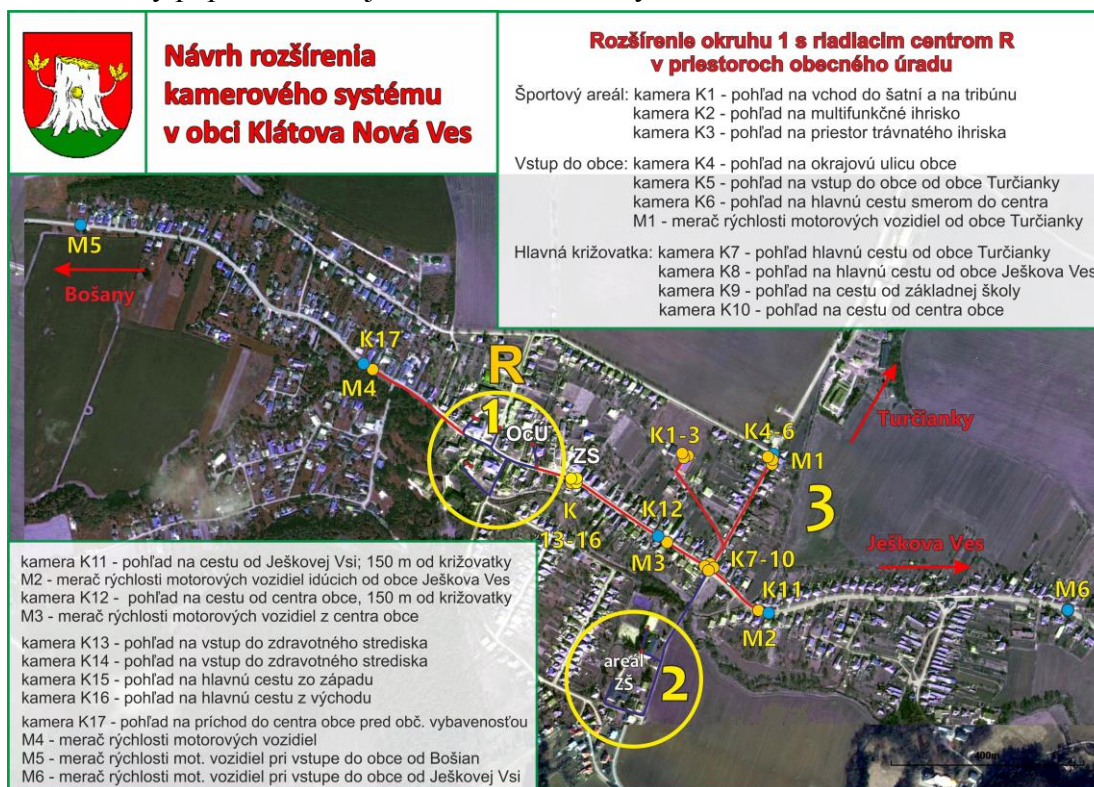 Návrh rozšírenia
kamerového systému
v obci Klátova Nová Ves
Rozšírenie okruhu 1 s riadiacim centrom R
v priestoroch obecného úradu
Športový areál: kamera K1 - pohľad na vchod do šatní a na tribúnu
kamera K2 - pohľad na multifunkčné ihrisko
kamera K3 - pohľad na priestor trávnatého ihriska
Vstup do obce: kamera K4 - pohľad na okrajovú ulicu obce
kamera K5 - pohľad na vstup do obce od obce Turčianky
kamera K6 - pohľad na hlavnú cestu smerom do centra
M1 - merač rýchlosti motorových vozidiel od obce Turčianky
Hlavná križovatka: kamera K7 - pohľad hlavnú cestu od obce Turčianky
kamera K8 - pohľad na hlavnú cestu od obce Ješkova Ves
kamera K9 - pohľad na cestu od základnej školy
kamera K10 - pohľad na cestu od centra obce
M5
Bošany
K17
M4
R
1
OcÚ
ZS
K
13-16
K1-3
K4-6
M1
Turčianky
3
K12
M3
K7-10
Ješkova Ves
K11
M2
M6
areál
ZŠ
2
400m
kamera K11 - pohľad na cestu od Ješkovej Vsi; 150 m od križovatky
M2 - merač rýchlosti motorových vozidiel idúcich od obce Ješkova Ves
kamera K12 - pohľad na cestu od centra obce, 150 m od križovatky
M3 - merač rýchlosti motorových vozidiel z centra obce
kamera K13 - pohľad na vstup do zdravotného strediska
kamera K14 - pohľad na vstup do zdravotného strediska
kamera K15 - pohľad na hlavnú cestu zo západu
kamera K16 - pohľad na hlavnú cestu z východu
kamera K17 - pohľad na príchod do centra obce pred obč. vybavenosťou
M4 - merač rýchlosti motorových vozidiel
M5 - merač rýchlosti mot. vozidiel pri vstupe do obce od Bošian
M6 - merač rýchlosti mot. vozidiel pri vstupe do obce od Ješkovej Vsi